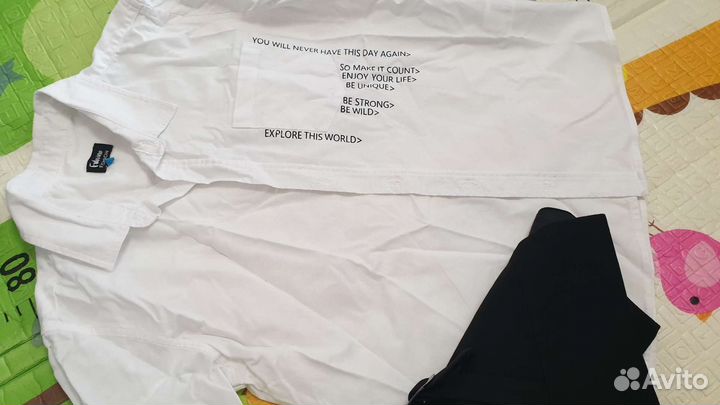 YOU WILL NEVER HAVE THIS DAY AGAIN>
SO MAKE IT COUNT>
ENJOY YOUR LIFE>
BE UNIQUE>
BE STRONG>
BE WILD>
EXPLORE THIS WORLD>
08
Avito